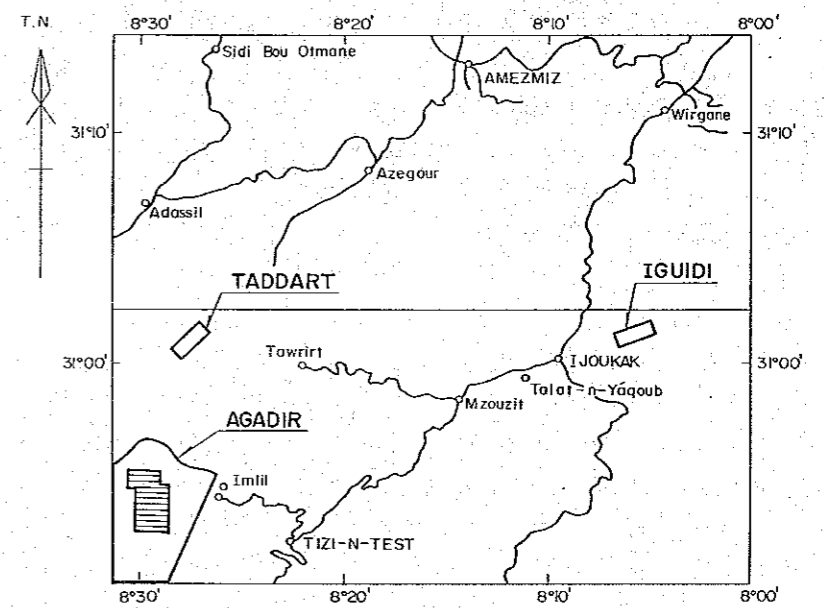 T.N.
8°30'
8°20'
8°10'
8°00'
Sidi Bou Otmane
AMEZMIZ
Wirgane
31°10'
31°10'
Azegour
Adassil
TADDART
IGUIDI
Tawrirt
31°00'
IJOUKAK
31°00'
Talat-n-Yáqoub
Mzouzit
AGADIR
Imlil
TIZI-N-TEST
8°30'
8°20'
8°10'
8°00'